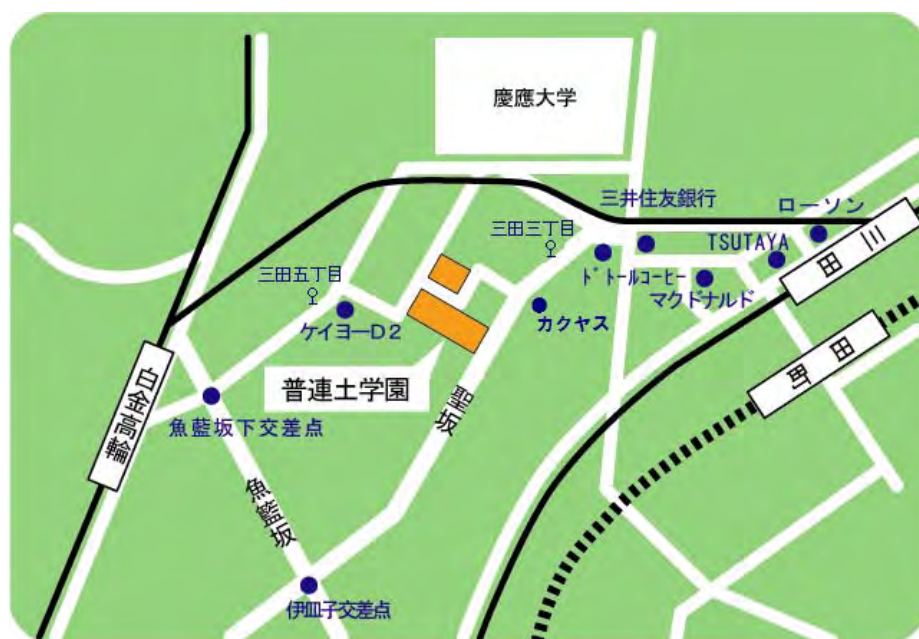 慶應大学
三井住友銀行
ローソン
三田三丁目
TSUTAYA
三田
三田五丁目
ドトールコーヒー
マクドナルド
カクヤス
ケイヨーD2
田町
普連土学園
白金高輪
聖坂
魚籃坂下交差点
魚籃坂
伊皿子交差点